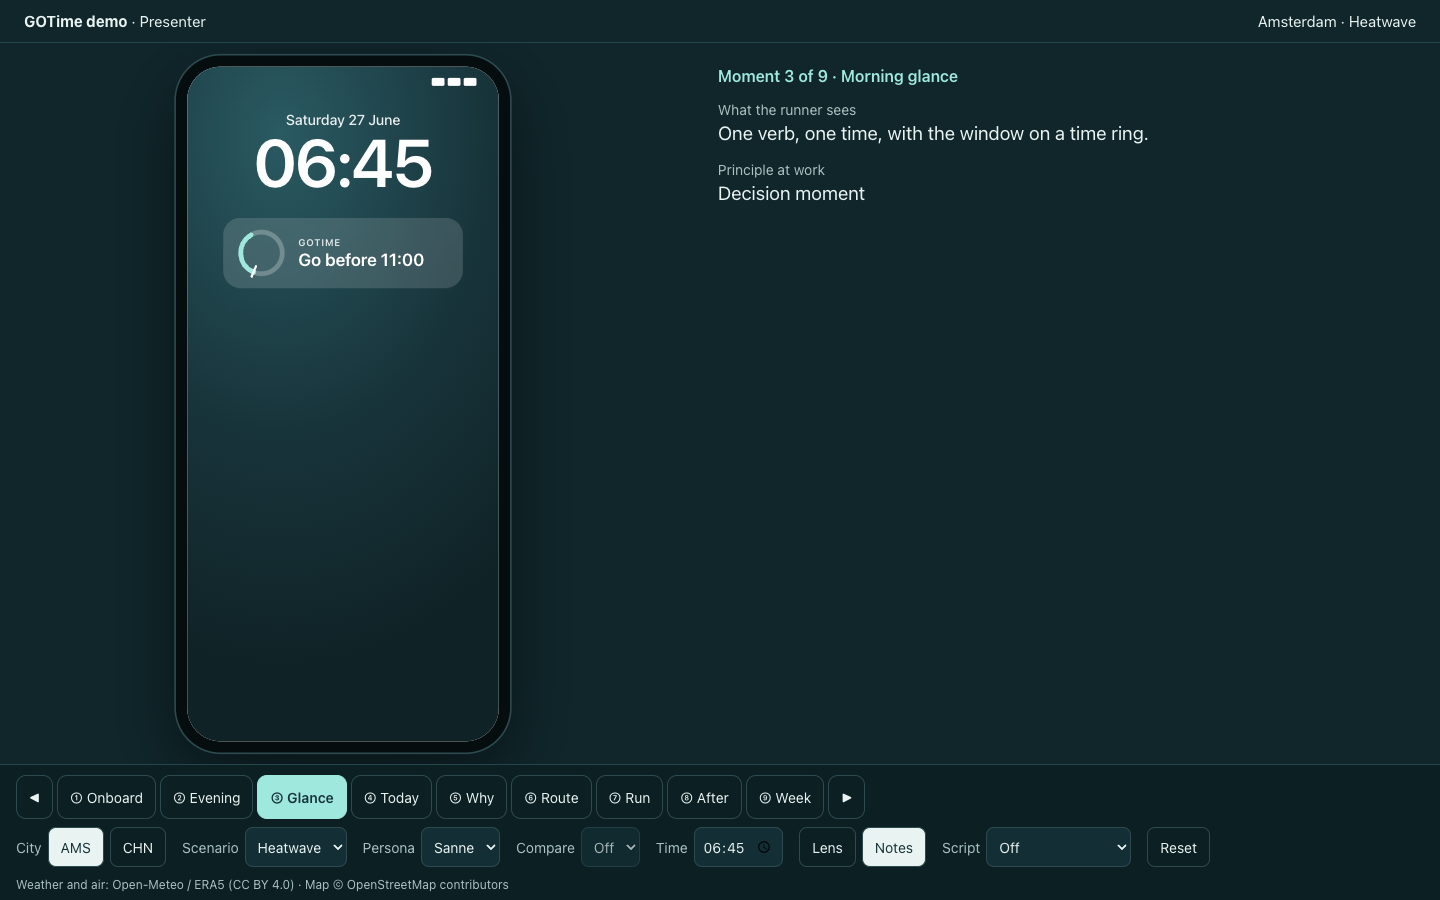 GOTime demo · Presenter
Amsterdam · Heatwave
Saturday 27 June
06:45
GOTIME
Go before 11:00
Moment 3 of 9 · Morning glance
What the runner sees
One verb, one time, with the window on a time ring.
Principle at work
Decision moment
◀ ① Onboard ② Evening ③ Glance ④ Today ⑤ Why ⑥ Route ⑦ Run ⑧ After ⑨ Week ▶
City AMS CHN Scenario Heatwave Persona Sanne Compare Off Time 06:45 Lens Notes Script Off Reset
Weather and air: Open-Meteo / ERA5 (CC BY 4.0) · Map © OpenStreetMap contributors